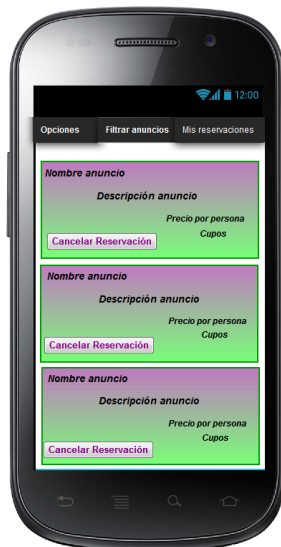 12:00
Opciones Filtrar anuncios Mis reservaciones
Nombre anuncio
Descripción anuncio
Precio por persona
Cupos
Cancelar Reservación
Nombre anuncio
Descripción anuncio
Precio por persona
Cupos
Cancelar Reservación
Nombre anuncio
Descripción anuncio
Precio por persona
Cupos
Cancelar Reservación